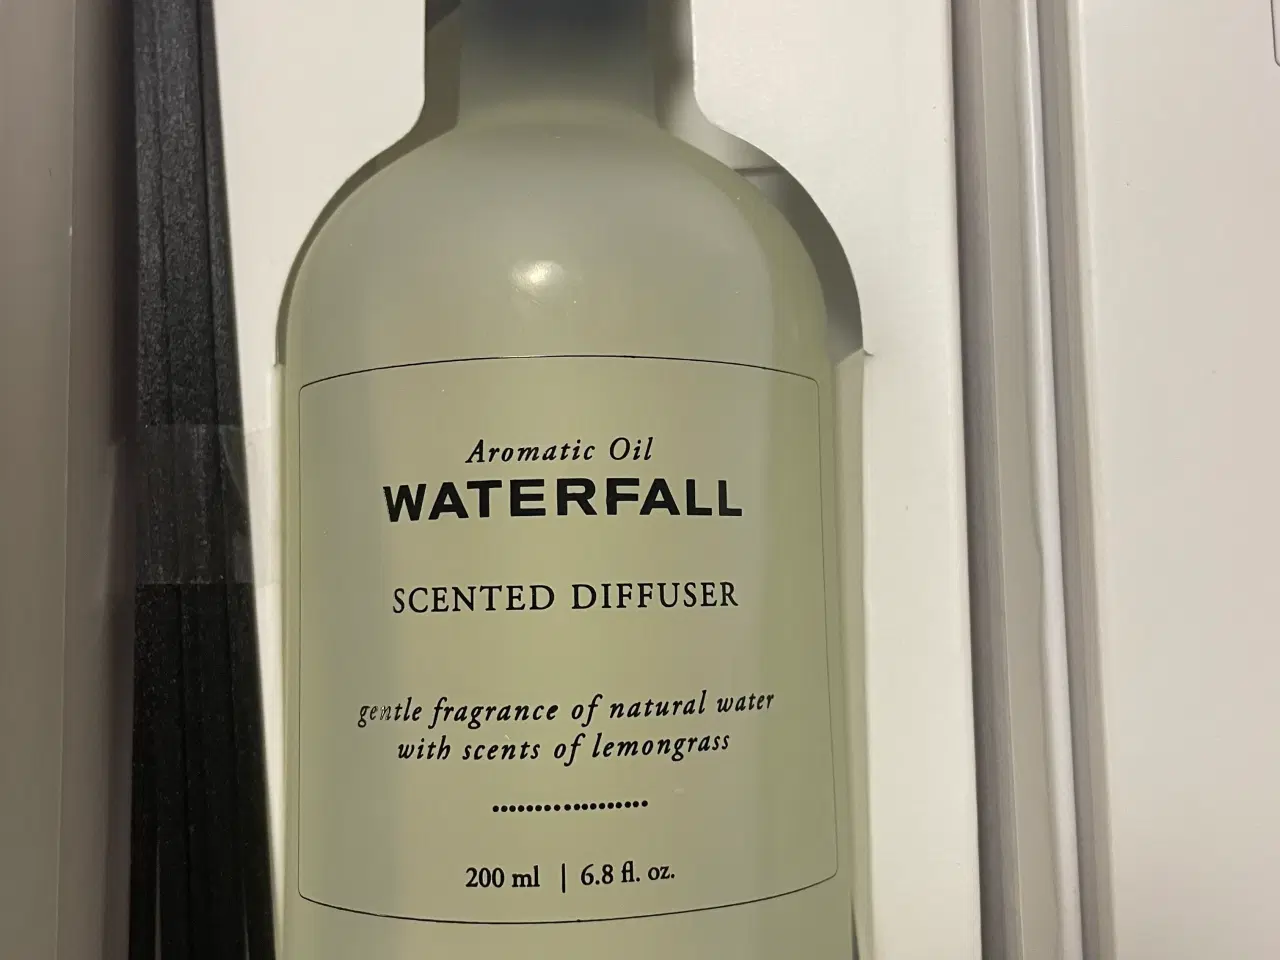 Aromatic Oil
WATERFALL
SCENTED DIFFUSER
gentle fragrance of natural water
with scents of lemongrass
200 ml | 6.8 fl. oz.